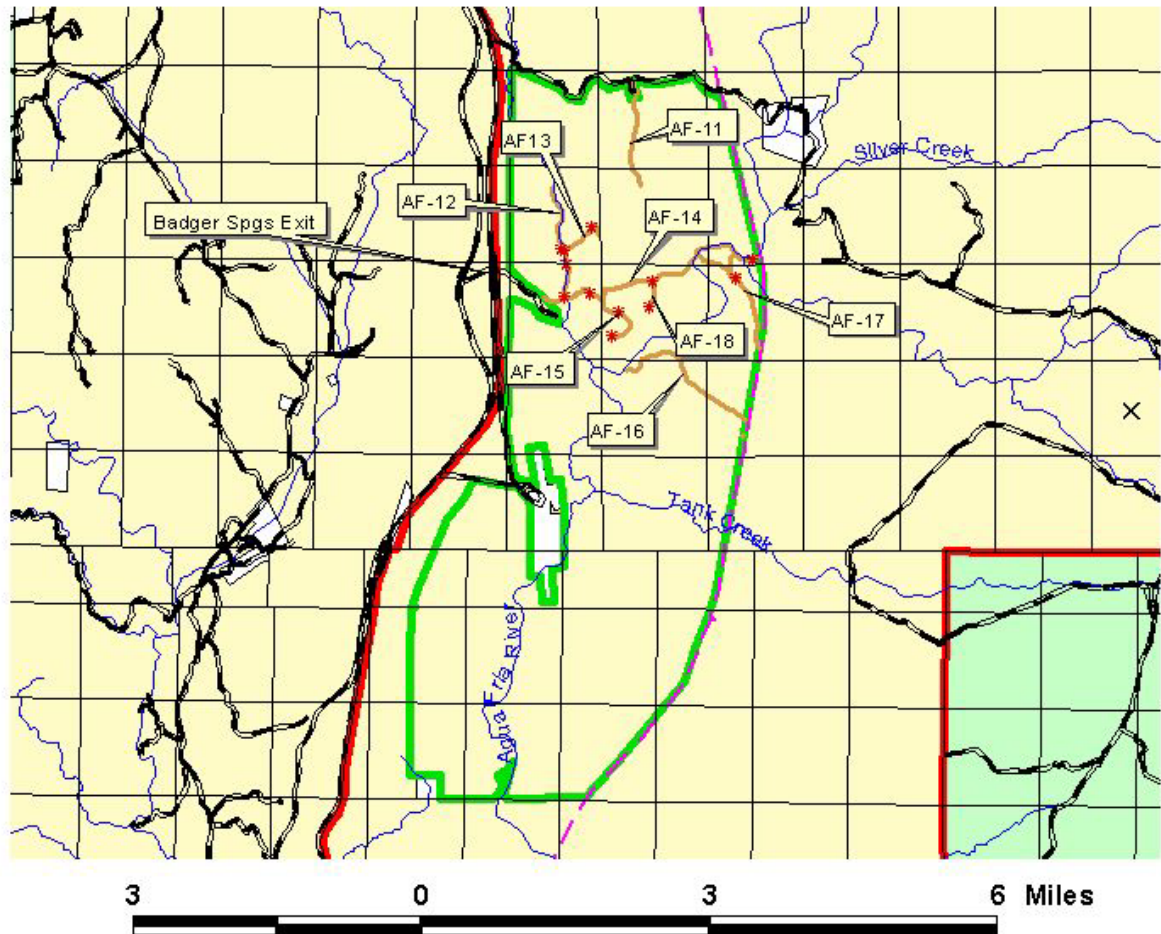 AF-11
AF13
Silver Creek
AF-12
AF-14
Badger Spgs Exit
AF-17
AF-18
AF-15
AF-16
Tank Creek
Agua Fria River
3 0 3 6 Miles